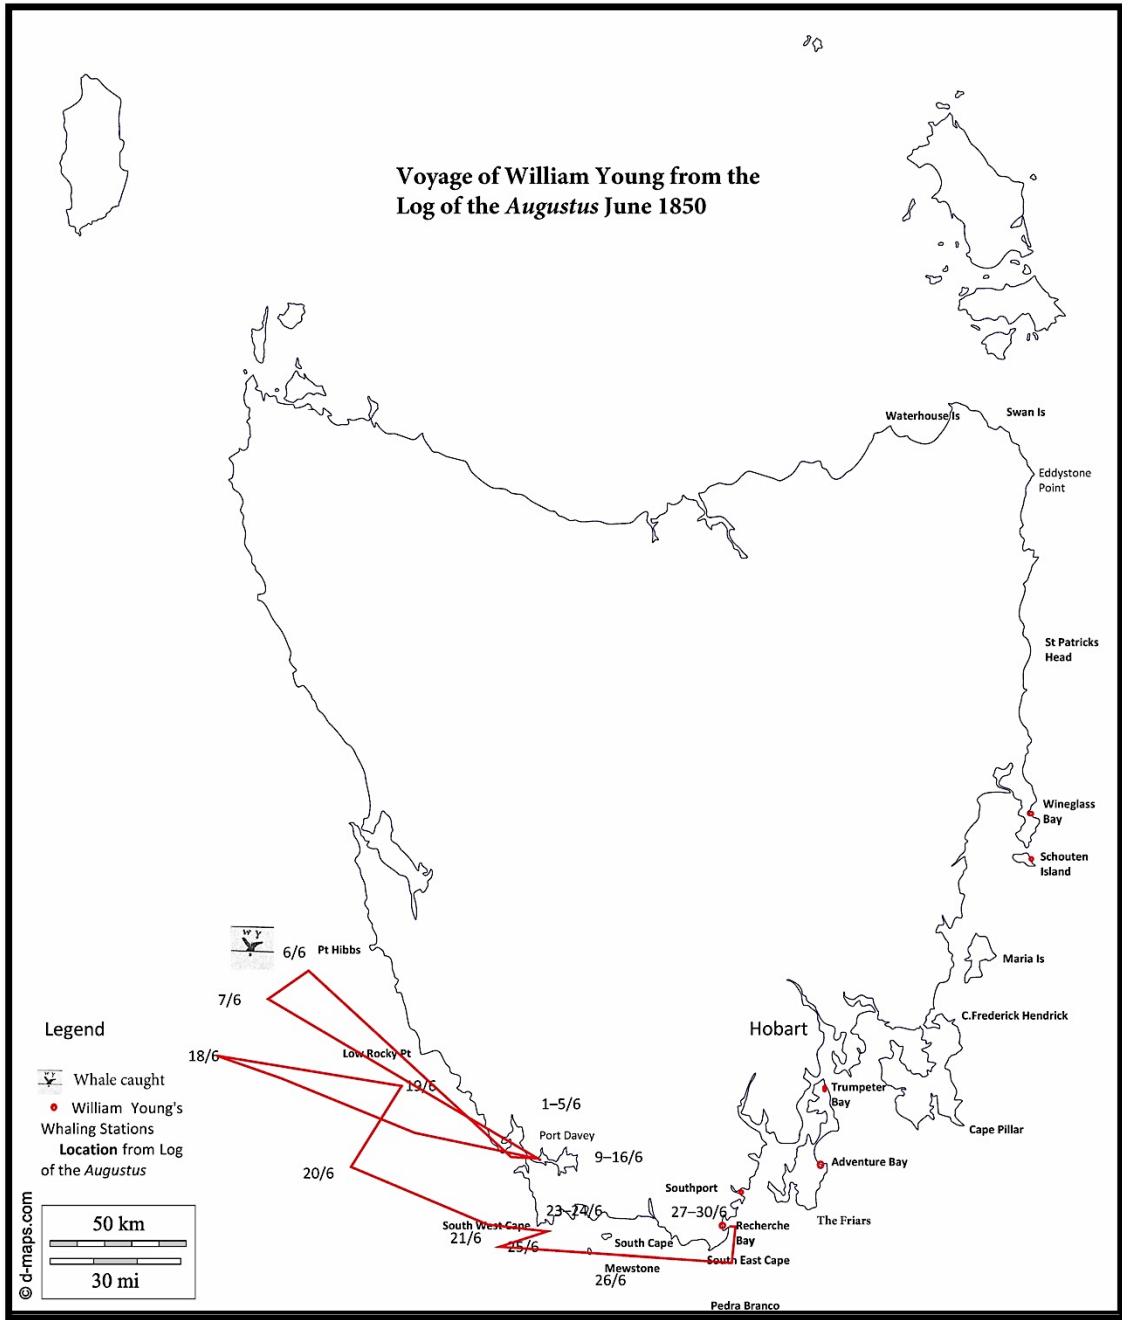 Voyage of William Young from the
Log of the Augustus June 1850
Waterhouse Is
Swan Is
Eddystone
Point
St Patricks
Head
Wineglass
Bay
Schouten
Island
W Y
6/6
Pt Hibbs
Maria Is
7/6
C.Frederick Hendrick
Legend
Hobart
18/6
Low Rocky Pt
19/6
Whale caught
Trumpeter
Bay
William Young's
Whaling Stations
1–5/6
Cape Pillar
Port Davey
Location from Log
of the Augustus
9–16/6
Adventure Bay
20/6
Southport
23–24/6
27–30/6
The Friars
50 km
South West Cape
Recherche
Bay
21/6
25/6
South Cape
South East Cape
Mewstone
26/6
30 mi
Pedra Branco
© d-maps.com